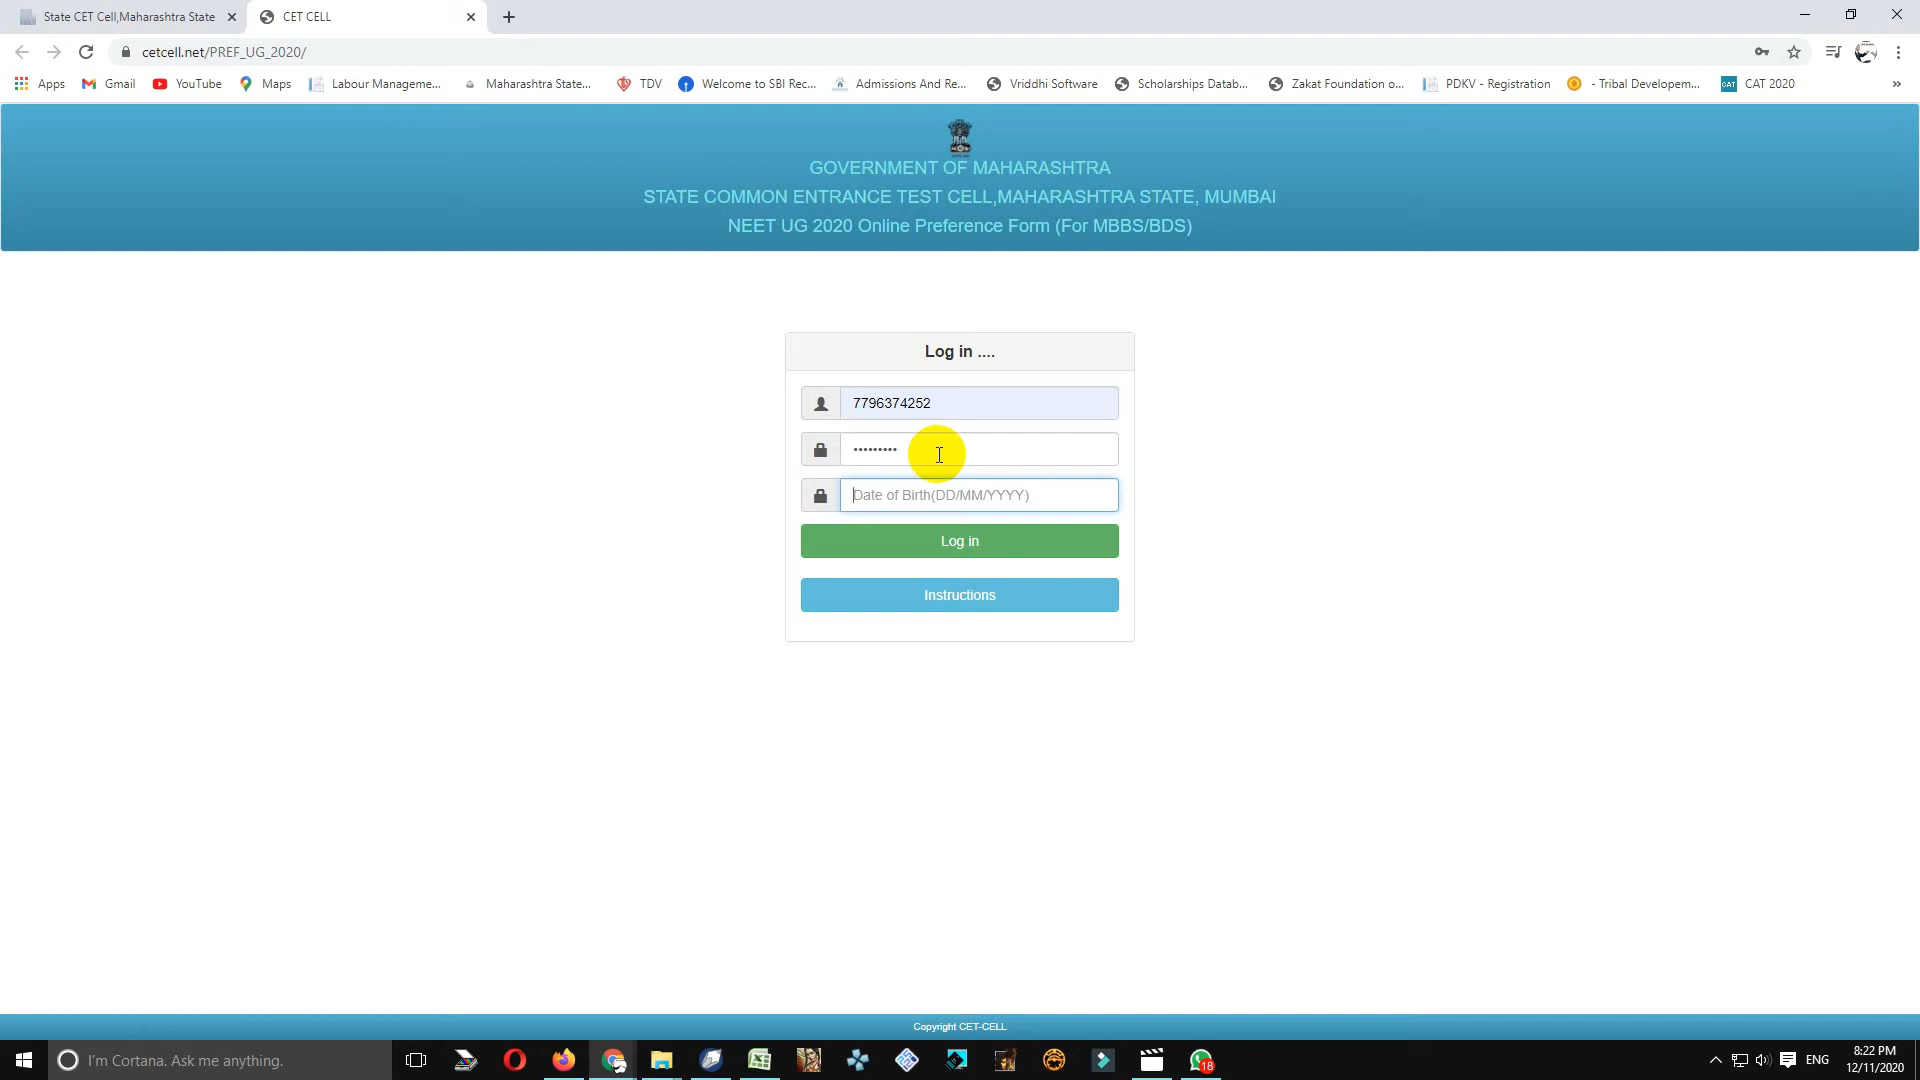 State CET Cell,Maharashtra State
CET CELL
cetcell.net/PREF_UG_2020/
Apps
Gmail
YouTube
Maps
Labour Manageme...
Maharashtra State...
TDV
Welcome to SBI Rec...
Admissions And Re...
Vriddhi Software
Scholarships Datab...
Zakat Foundation o...
PDKV - Registration
- Tribal Developem...
CAT
CAT 2020
»
GOVERNMENT OF MAHARASHTRA
STATE COMMON ENTRANCE TEST CELL,MAHARASHTRA STATE, MUMBAI
NEET UG 2020 Online Preference Form (For MBBS/BDS)
Log in ....
7796374252
•••••••••
Date of Birth(DD/MM/YYYY)
Log in
Instructions
Copyright CET-CELL
I'm Cortana. Ask me anything.
18
ENG
8:22 PM
12/11/2020